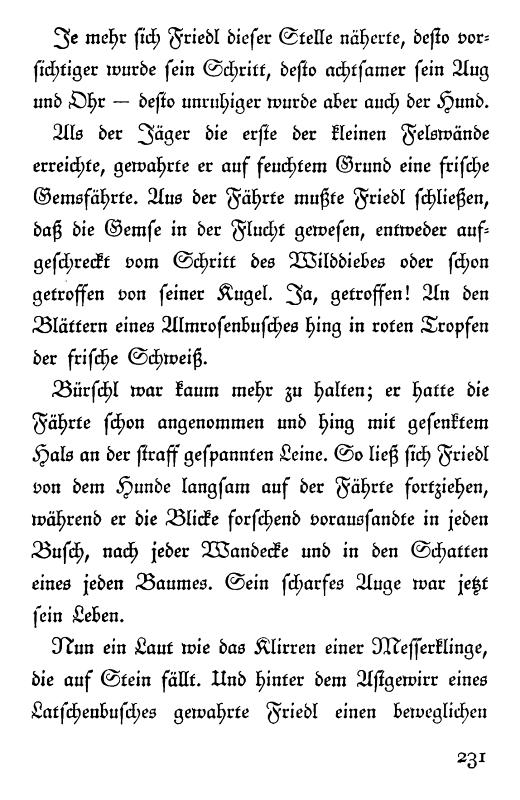 Je mehr sich Friedl dieser Stelle näherte, desto vor-
sichtiger wurde sein Schritt, desto achtsamer sein Aug
und Ohr — desto unruhiger wurde aber auch der Hund.
Als der Jäger die erste der kleinen Felswände
erreichte, gewahrte er auf feuchtem Grund eine frische
Gemsfährte. Aus der Fährte mußte Friedl schließen,
daß die Gemse in der Flucht gewesen, entweder auf-
geschreckt vom Schritt des Wilddiebes oder schon
getroffen von seiner Kugel. Ja, getroffen! An den
Blättern eines Almrosenbusches hing in roten Tropfen
der frische Schweiß.
Bürschl war kaum mehr zu halten; er hatte die
Fährte schon angenommen und hing mit gesenktem
Hals an der straff gespannten Leine. So ließ sich Friedl
von dem Hunde langsam auf der Fährte fortziehen,
während er die Blicke forschend voraussandte in jeden
Busch, nach jeder Wandecke und in den Schatten
eines jeden Baumes. Sein scharfes Auge war jetzt
sein Leben.
Nun ein Laut wie das Klirren einer Messerklinge,
die auf Stein fällt. Und hinter dem Astgewirr eines
Latschenbusches gewahrte Friedl einen beweglichen
231